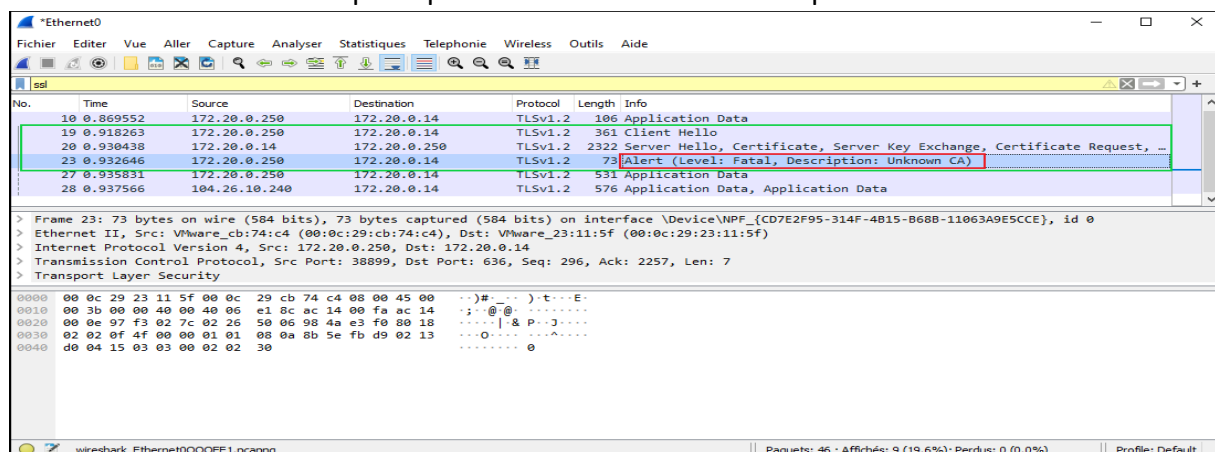 *Ethernet0
Fichier Editer Vue Aller Capture Analyser Statistiques Telephonie Wireless Outils Aide
ssl
No. Time Source Destination Protocol Length Info
10 0.869552 172.20.0.250 172.20.0.14 TLSv1.2 106 Application Data
19 0.918263 172.20.0.250 172.20.0.14 TLSv1.2 361 Client Hello
20 0.930438 172.20.0.14 172.20.0.250 TLSv1.2 2322 Server Hello, Certificate, Server Key Exchange, Certificate Request, …
23 0.932646 172.20.0.250 172.20.0.14 TLSv1.2 73 Alert (Level: Fatal, Description: Unknown CA)
27 0.935831 172.20.0.250 172.20.0.14 TLSv1.2 531 Application Data
28 0.937566 104.26.10.240 172.20.0.14 TLSv1.2 576 Application Data, Application Data
> Frame 23: 73 bytes on wire (584 bits), 73 bytes captured (584 bits) on interface \Device\NPF_{CD7E2F95-314F-4B15-B68B-11063A9E5CCE}, id 0
> Ethernet II, Src: VMware_cb:74:c4 (00:0c:29:cb:74:c4), Dst: VMware_23:11:5f (00:0c:29:23:11:5f)
> Internet Protocol Version 4, Src: 172.20.0.250, Dst: 172.20.0.14
> Transmission Control Protocol, Src Port: 38899, Dst Port: 636, Seq: 296, Ack: 2257, Len: 7
> Transport Layer Security
0000 00 0c 29 23 11 5f 00 0c 29 cb 74 c4 08 00 45 00 ··)#·_·· )·t···E·
0010 00 3b 00 00 40 00 40 06 e1 8c ac 14 00 fa ac 14 ·;··@·@· ········
0020 00 0e 97 f3 02 7c 02 26 50 06 98 4a e3 f0 80 18 ·····|·& P··J····
0030 02 02 0f 4f 00 00 01 01 08 0a 8b 5e fb d9 02 13 ···O···· ···^····
0040 d0 04 15 03 03 00 02 02 30 ········ 0
Paquets: 46 · Affichés: 9 (19.6%) · Perdus: 0 (0.0%) Profile: Default